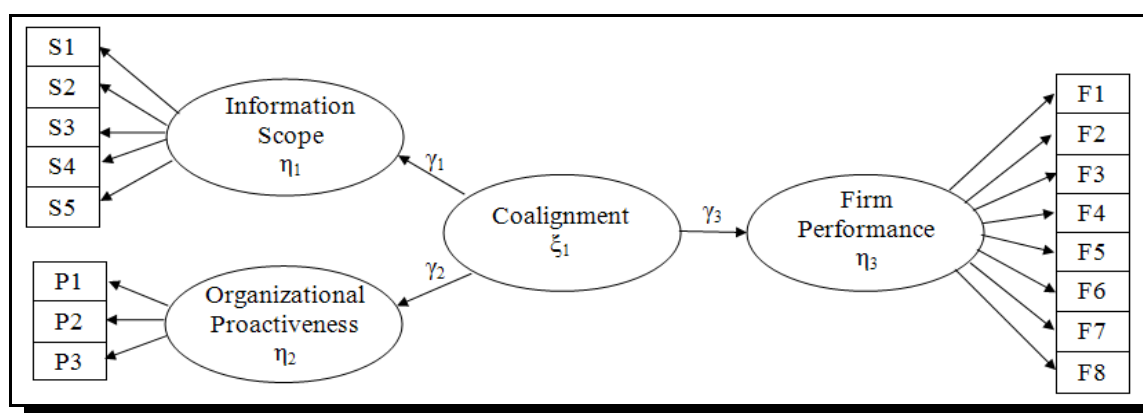 S1
S2
S3
S4
S5
Information
Scope
η1
γ1
P1
P2
P3
Organizational
Proactiveness
η2
γ2
Coalignment
ξ1
γ3
Firm
Performance
η3
F1
F2
F3
F4
F5
F6
F7
F8